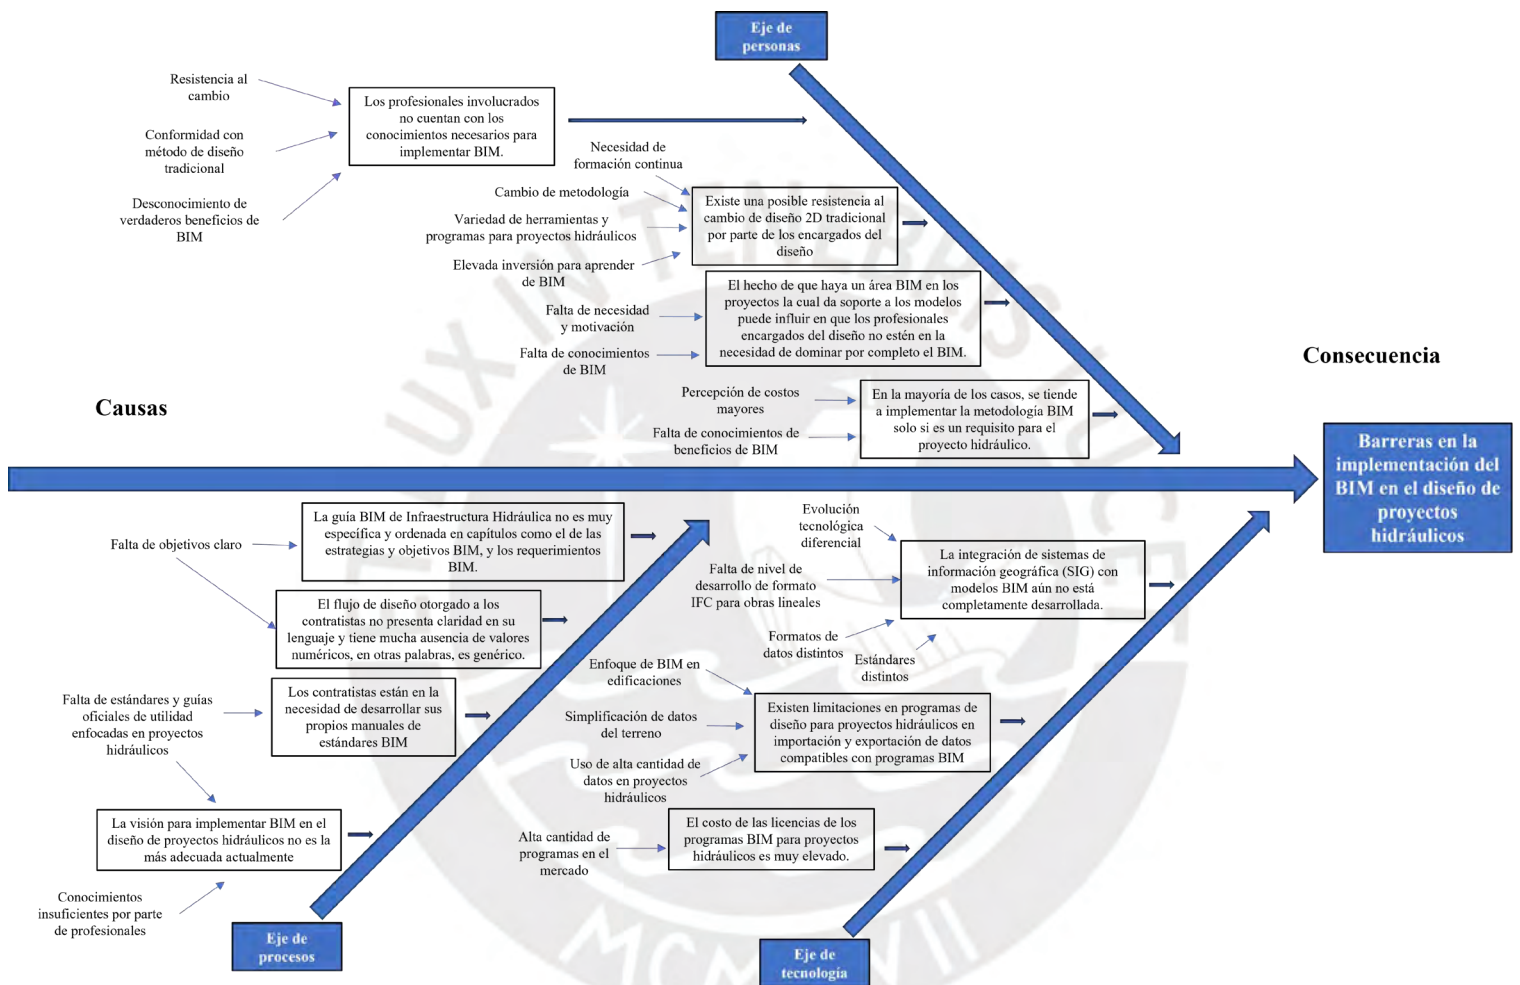 Eje de
personas
Resistencia al
cambio
Conformidad con
método de diseño
tradicional
Desconocimiento de
verdaderos beneficios de
BIM
Los profesionales involucrados
no cuentan con los
conocimientos necesarios para
implementar BIM.
Necesidad de
formación continua
Cambio de metodología
Variedad de herramientas y
programas para proyectos hidráulicos
Elevada inversión para aprender
de BIM
Existe una posible resistencia al
cambio de diseño 2D tradicional
por parte de los encargados del
diseño
Falta de necesidad
y motivación
Falta de conocimientos
de BIM
El hecho de que haya un área BIM en los
proyectos la cual da soporte a los modelos
puede influir en que los profesionales
encargados del diseño no estén en la
necesidad de dominar por completo el BIM.
Percepción de costos
mayores
Falta de conocimientos de
beneficios de BIM
En la mayoría de los casos, se tiende
a implementar la metodología BIM
solo si es un requisito para el
proyecto hidráulico.
Causas
Consecuencia
Barreras en la
implementación del
BIM en el diseño de
proyectos
hidráulicos
Falta de objetivos claro
La guía BIM de Infraestructura Hidráulica no es muy
específica y ordenada en capítulos como el de las
estrategias y objetivos BIM, y los requerimientos
BIM.
El flujo de diseño otorgado a los
contratistas no presenta claridad en su
lenguaje y tiene mucha ausencia de valores
numéricos, en otras palabras, es genérico.
Falta de estándares y guías
oficiales de utilidad
enfocadas en proyectos
hidráulicos
Los contratistas están en la
necesidad de desarrollar sus
propios manuales de
estándares BIM
La visión para implementar BIM en el
diseño de proyectos hidráulicos no es la
más adecuada actualmente
Conocimientos
insuficientes por parte
de profesionales
Eje de
procesos
Evolución
tecnológica
diferencial
Falta de nivel de
desarrollo de formato
IFC para obras lineales
Formatos de
datos distintos
Estándares
distintos
La integración de sistemas de
información geográfica (SIG) con
modelos BIM aún no está
completamente desarrollada.
Enfoque de BIM en
edificaciones
Simplificación de datos
del terreno
Uso de alta cantidad de
datos en proyectos
hidráulicos
Existen limitaciones en programas de
diseño para proyectos hidráulicos en
importación y exportación de datos
compatibles con programas BIM
Alta cantidad de
programas en el
mercado
El costo de las licencias de los
programas BIM para proyectos
hidráulicos es muy elevado.
Eje de
tecnología